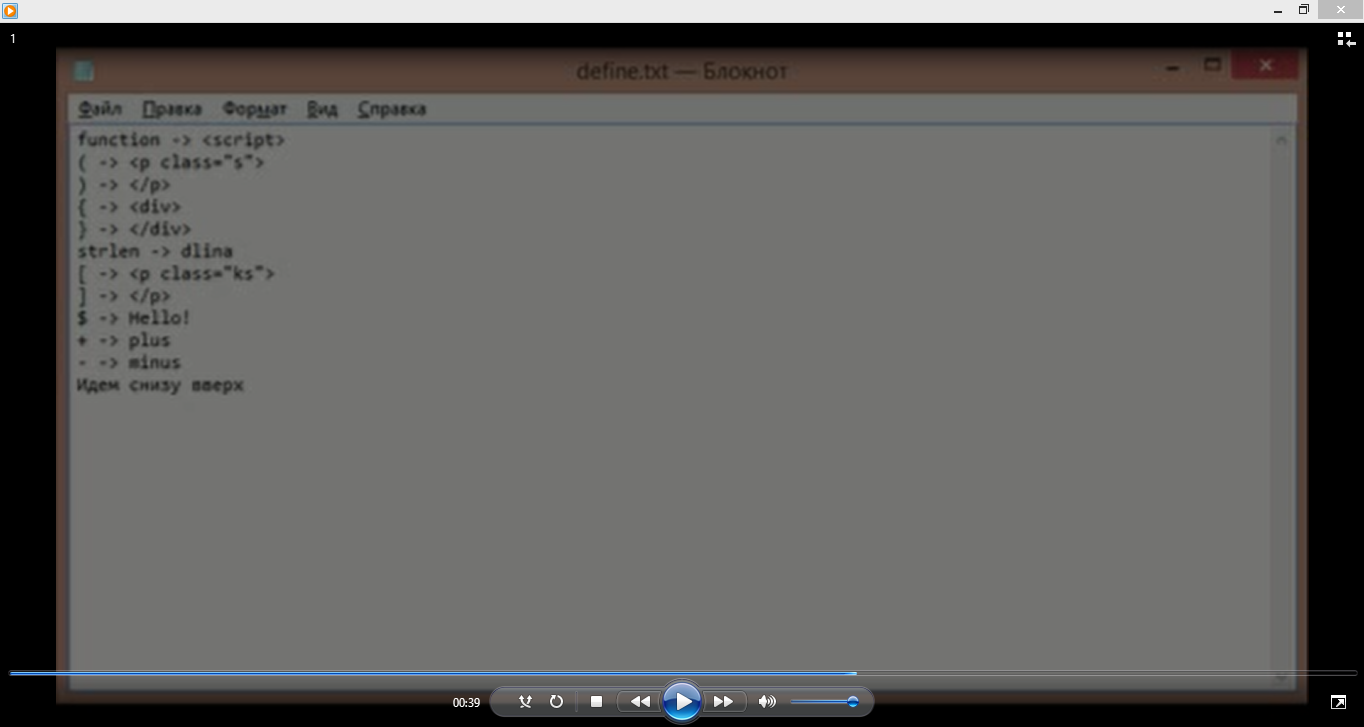 1
define.txt — Блокнот
Файл Правка Формат Вид Справка
function -> <script>
( -> <p class="s">
) -> </p>
{ -> <div>
} -> </div>
strlen -> dlina
[ -> <p class="ks">
] -> </p>
$ -> Hello!
+ -> plus
- -> minus
Идем снизу вверх
00:39